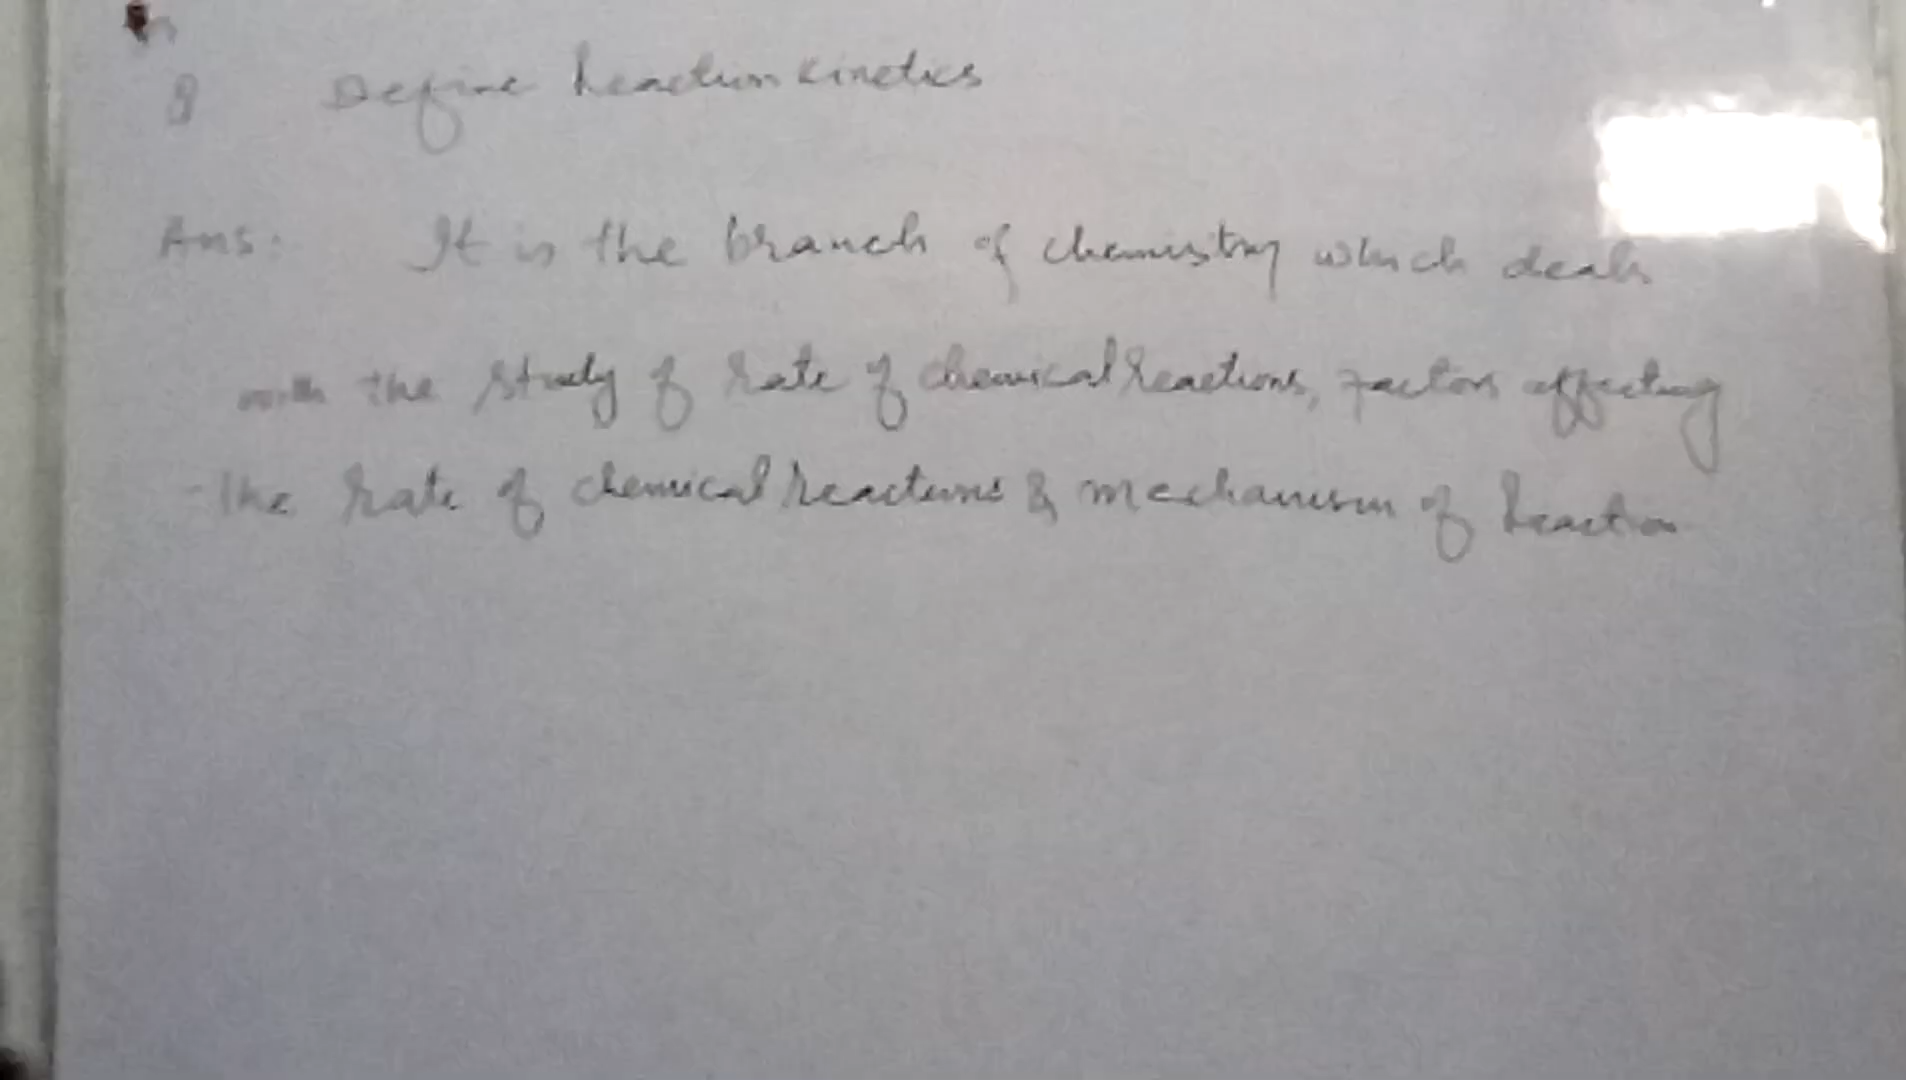 Q Define Reaction Kinetics
Ans: It is the branch of chemistry which deals
with the study of rate of chemical reactions, Factors affecting
the rate of chemical reactions & mechanism of Reaction